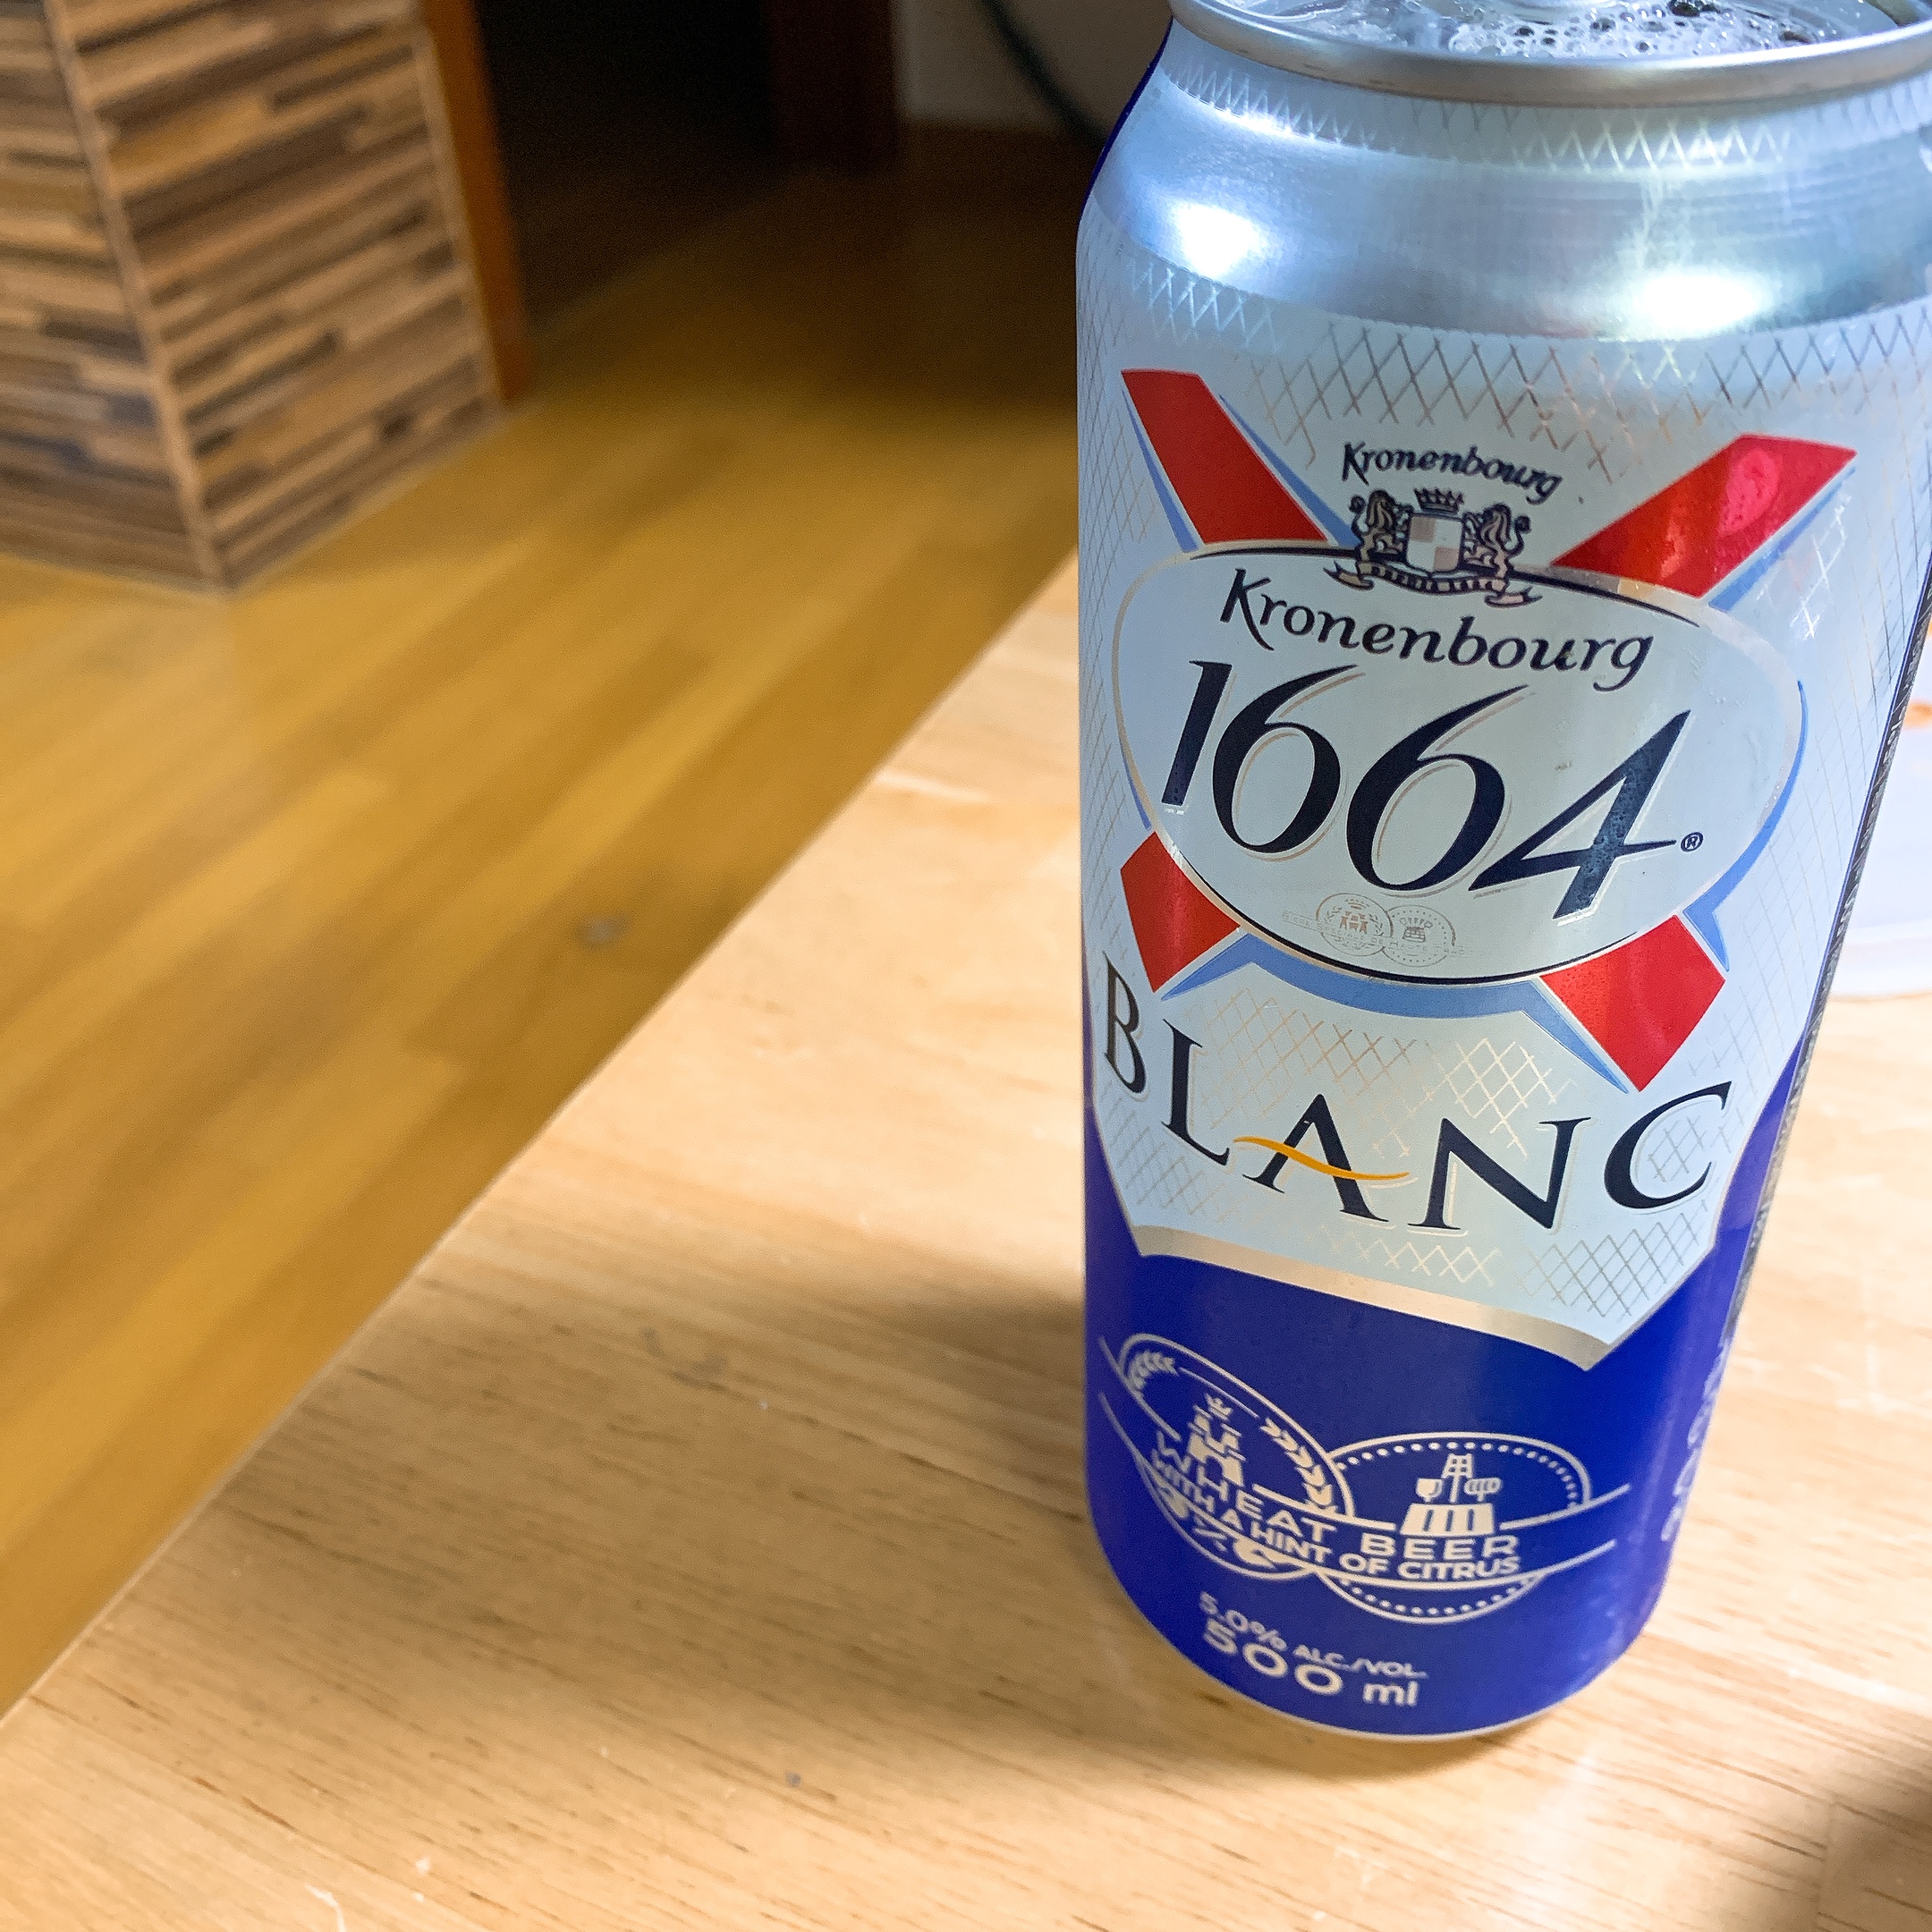 Kronenbourg
Kronenbourg
1664®
BLANC
WHEAT BEER
WITH A HINT OF CITRUS
5.0% ALC./VOL.
500 ml